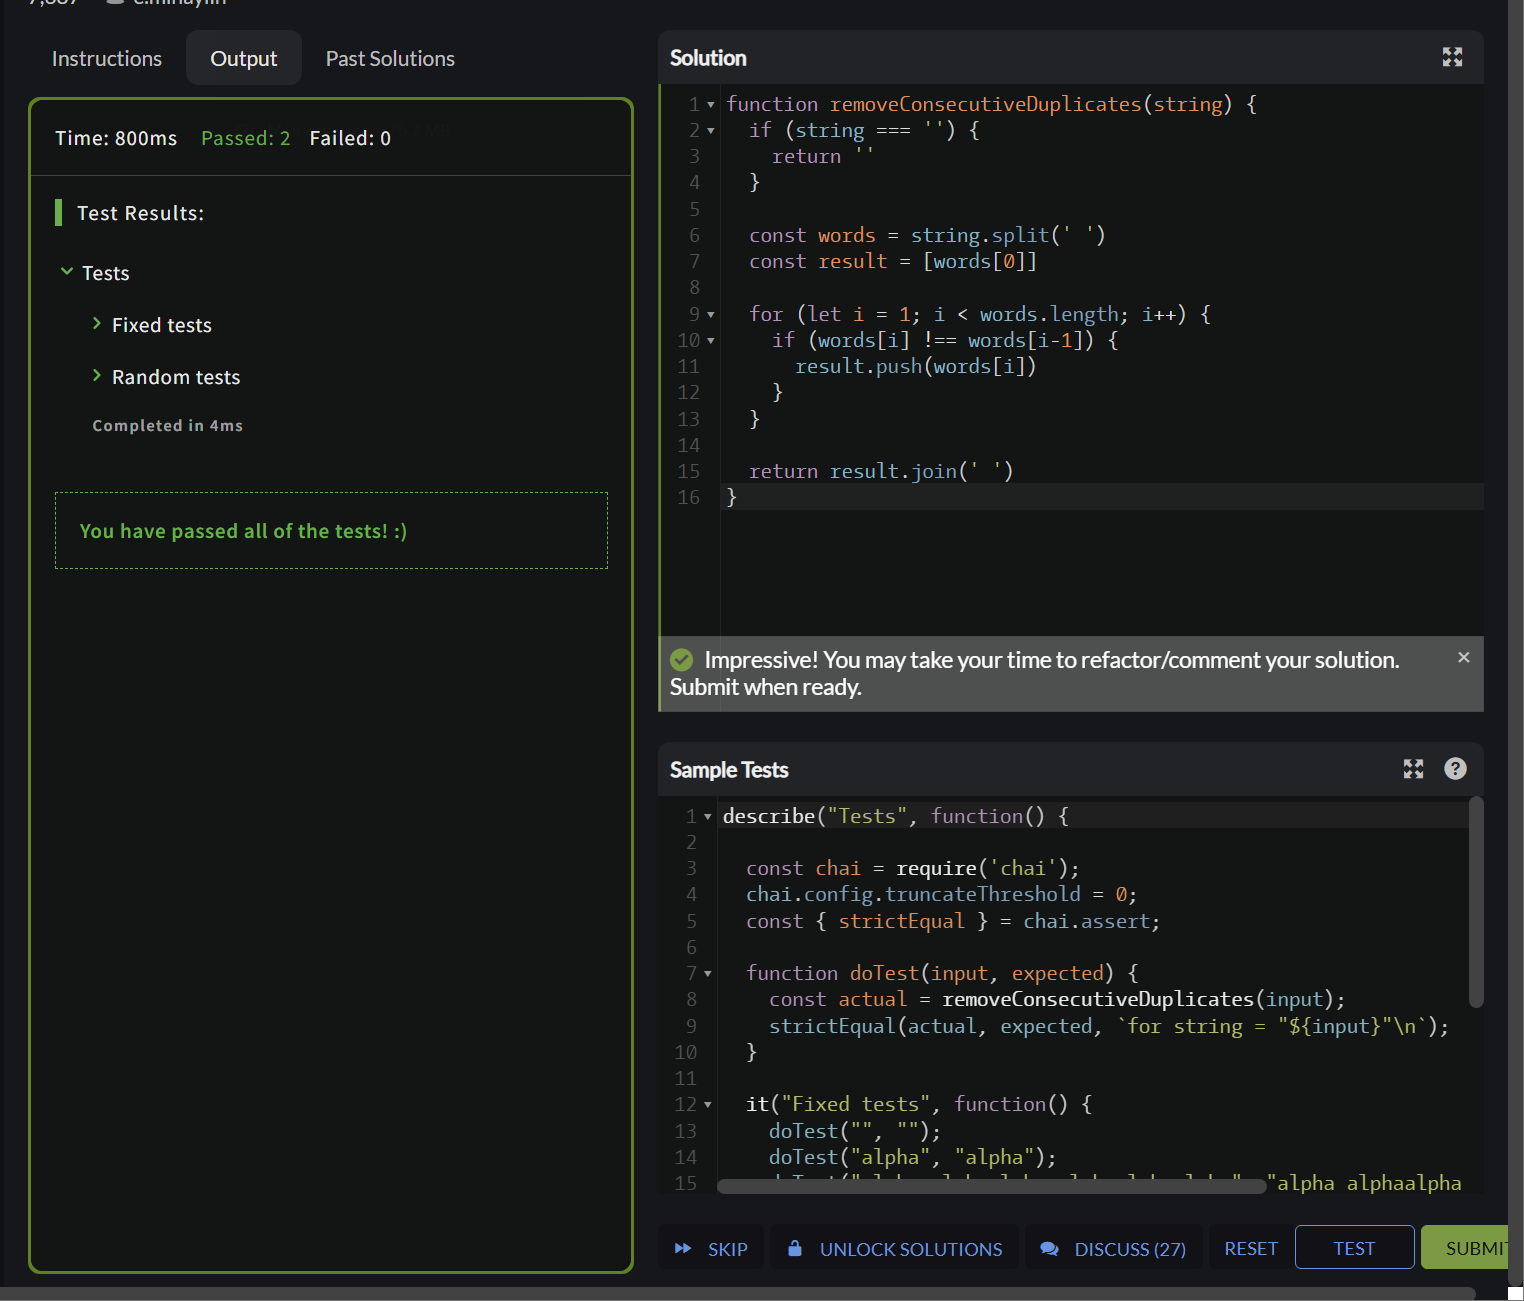 Instructions
Output
Past Solutions
Time: 800ms Passed: 2 Failed: 0
Test Results:
Tests
Fixed tests
Random tests
Completed in 4ms
You have passed all of the tests! :)
Solution
1 function removeConsecutiveDuplicates(string) {
2 if (string === '') {
3 return ''
4 }
5
6 const words = string.split(' ')
7 const result = [words[0]]
8
9 for (let i = 1; i < words.length; i++) {
10 if (words[i] !== words[i-1]) {
11 result.push(words[i])
12 }
13 }
14
15 return result.join(' ')
16 }
Impressive! You may take your time to refactor/comment your solution.
Submit when ready.
Sample Tests
1 describe("Tests", function() {
2
3 const chai = require('chai');
4 chai.config.truncateThreshold = 0;
5 const { strictEqual } = chai.assert;
6
7 function doTest(input, expected) {
8 const actual = removeConsecutiveDuplicates(input);
9 strictEqual(actual, expected, `for string = "${input}"\n`);
10 }
11
12 it("Fixed tests", function() {
13 doTest("", "");
14 doTest("alpha", "alpha");
15 "alpha alphaalpha
SKIP
UNLOCK SOLUTIONS
DISCUSS (27)
RESET
TEST
SUBMI